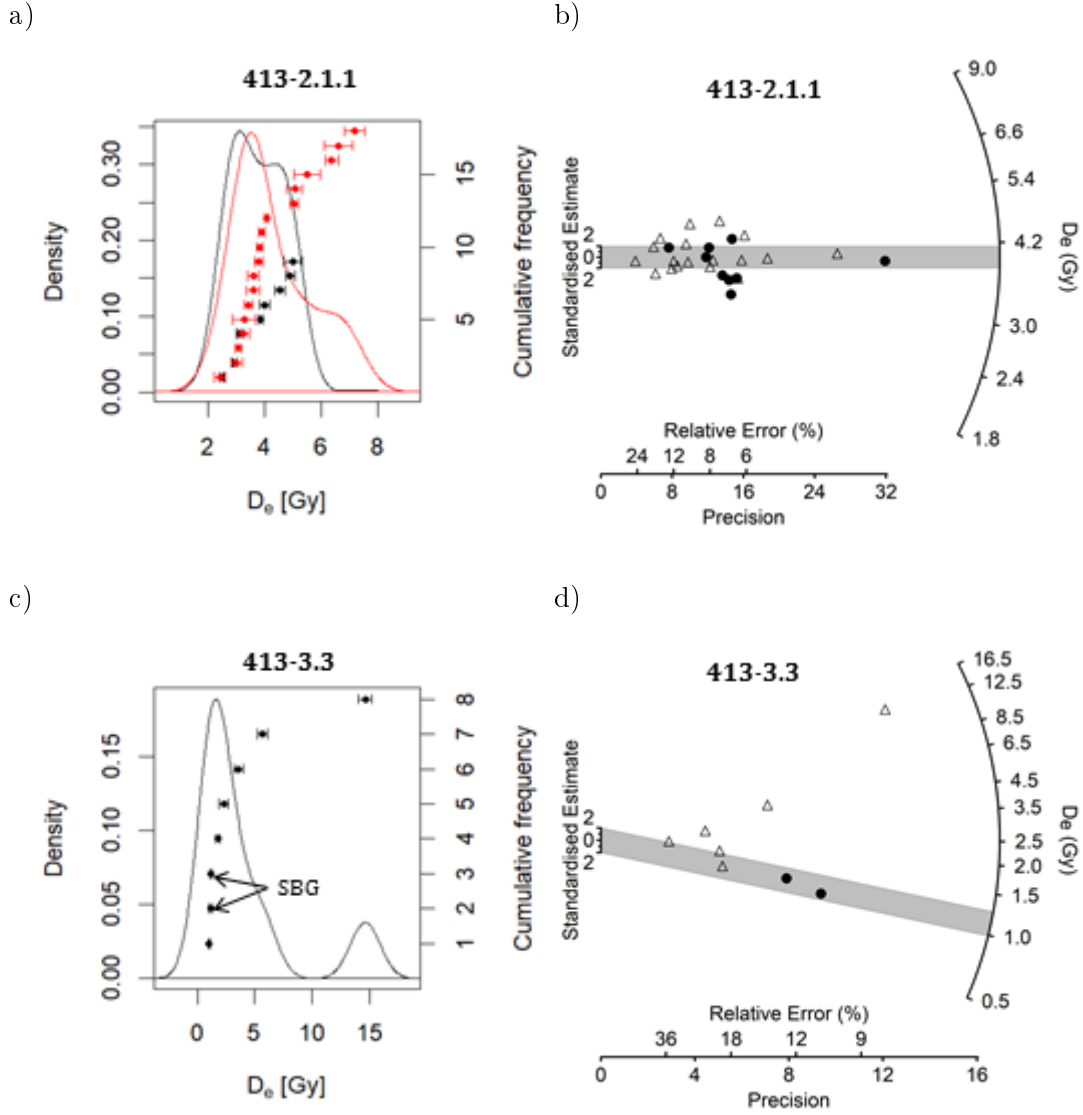 a)
413-2.1.1
0.00 0.10 0.20 0.30
Density
5 10 15
Cumulative frequency
2 4 6 8
De [Gy]
b)
413-2.1.1
9.0
6.6
5.4
4.2
3.0
2.4
1.8
De (Gy)
Standardised Estimate
2
0
2
Relative Error (%)
24 12 8 6
0 8 16 24 32
Precision
c)
413-3.3
0.00 0.05 0.10 0.15
Density
SBG
1 2 3 4 5 6 7 8
Cumulative frequency
0 5 10 15
De [Gy]
d)
413-3.3
16.5
12.5
8.5
6.5
4.5
3.5
2.5
2.0
1.5
1.0
0.5
De (Gy)
Standardised Estimate
2
0
2
Relative Error (%)
36 18 12 9
0 4 8 12 16
Precision